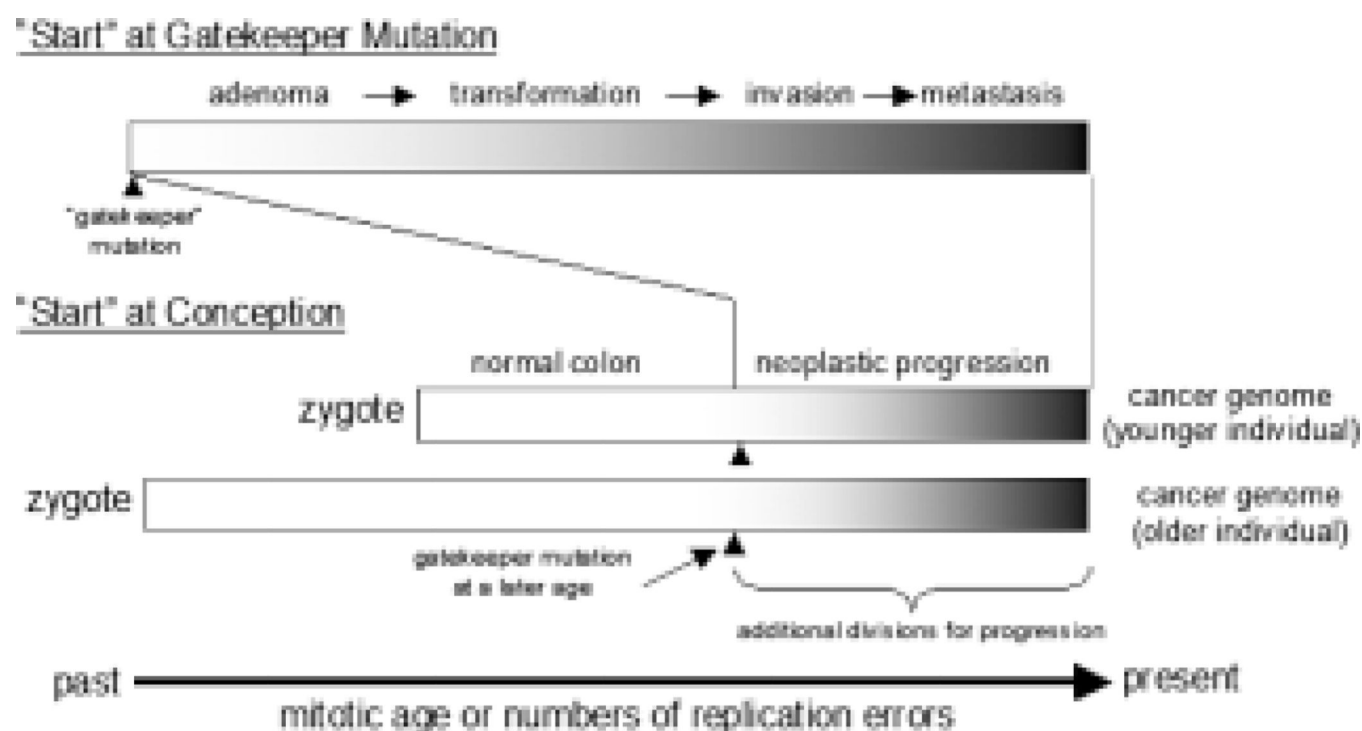 "Start" at Gatekeeper Mutation
adenoma → transformation → invasion → metastasis
"gatekeeper"
mutation
"Start" at Conception
normal colon neoplastic progression
zygote
cancer genome
(younger individual)
zygote
cancer genome
(older individual)
gatekeeper mutation
at a later age
additional divisions for progression
past
present
mitotic age or numbers of replication errors